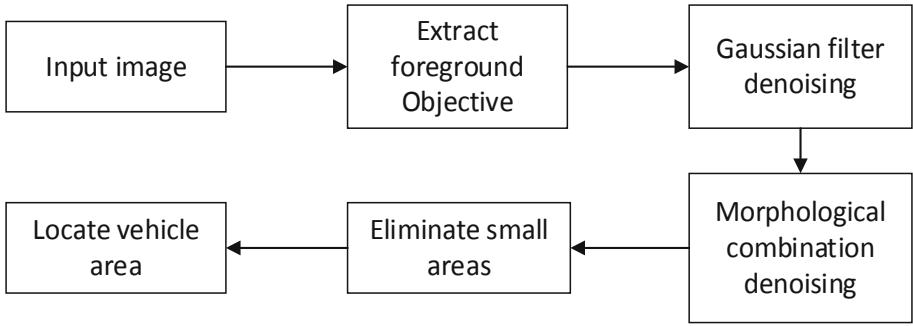 Input image
Extract
foreground
Objective
Gaussian filter
denoising
Morphological
combination
denoising
Eliminate small
areas
Locate vehicle
area